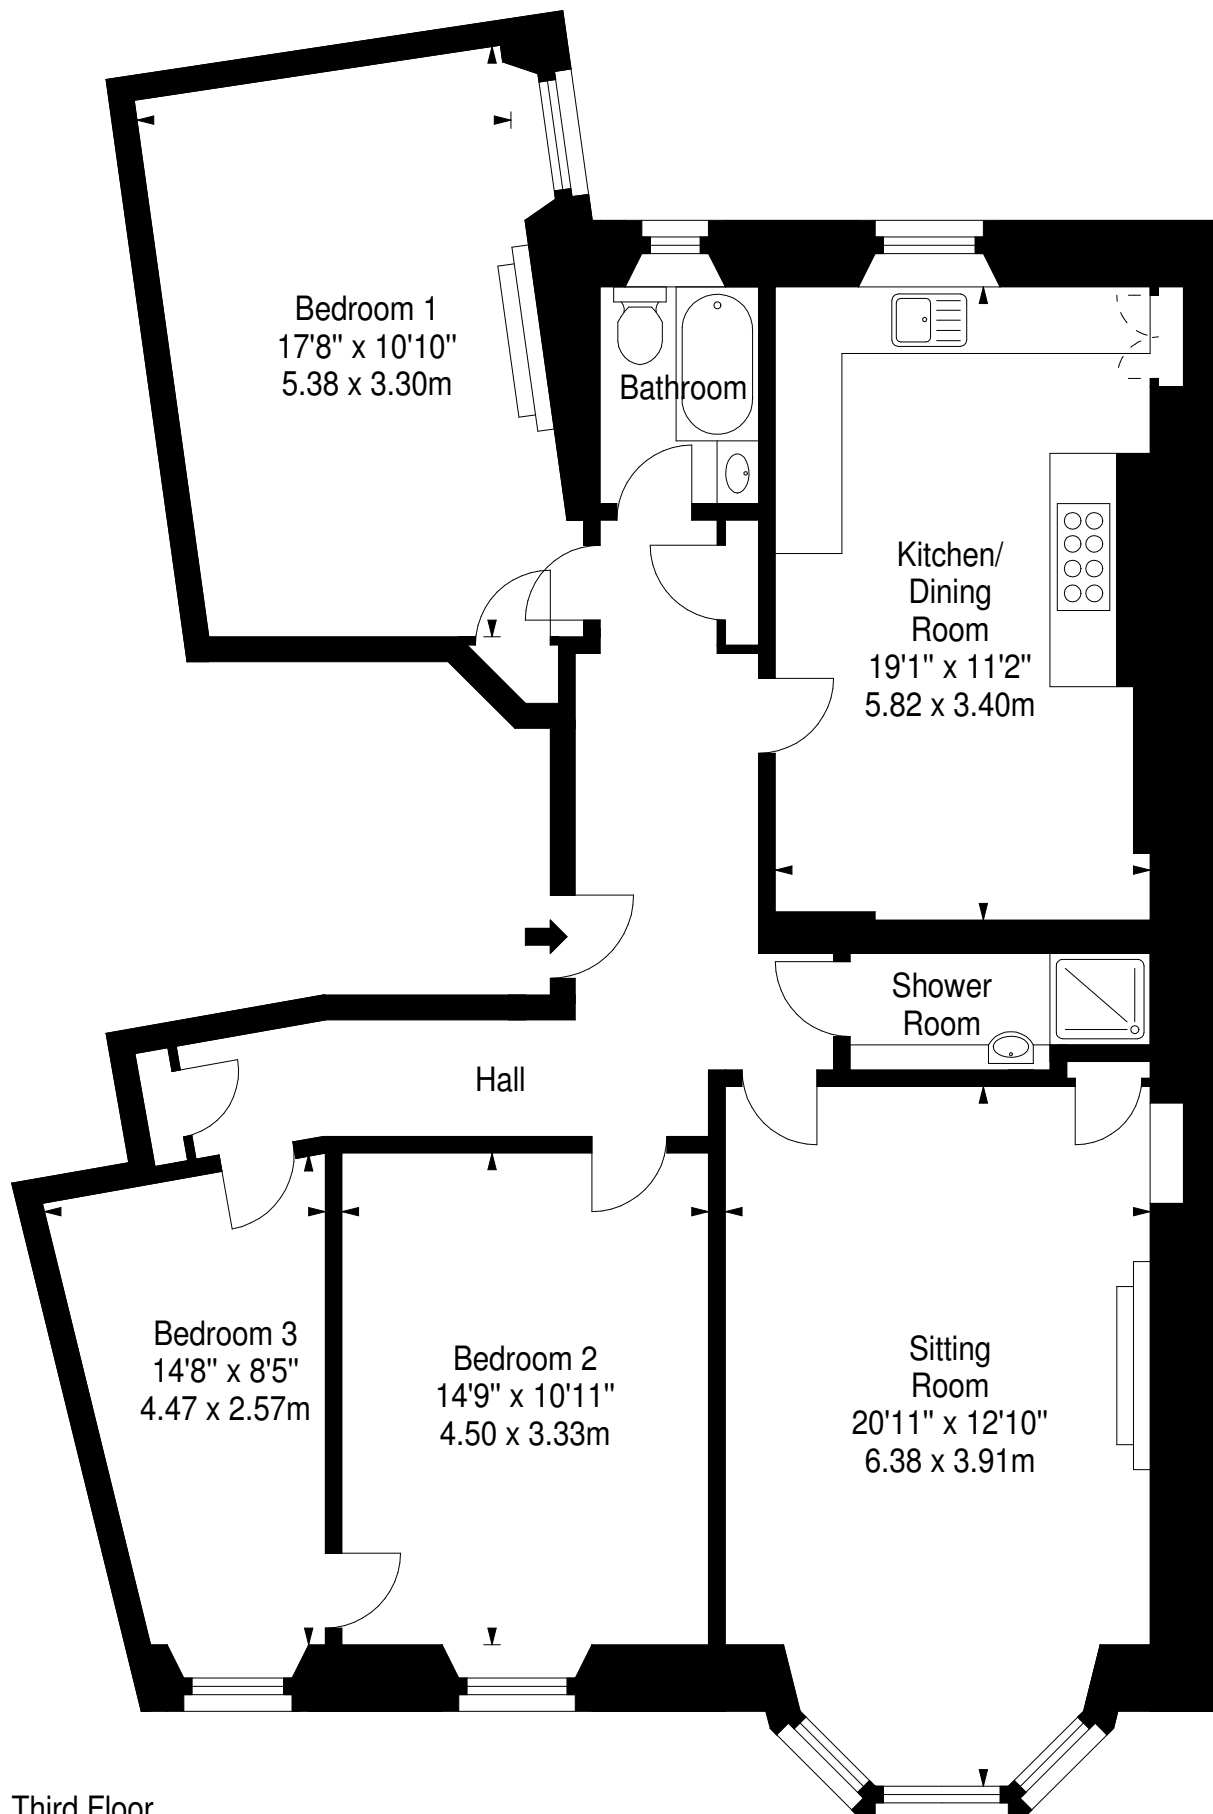 Bedroom 1
17'8" x 10'10"
5.38 x 3.30m
Bathroom
Kitchen/
Dining
Room
19'1" x 11'2"
5.82 x 3.40m
Shower
Room
Hall
Bedroom 3
14'8" x 8'5"
4.47 x 2.57m
Bedroom 2
14'9" x 10'11"
4.50 x 3.33m
Sitting
Room
20'11" x 12'10"
6.38 x 3.91m
Third Floor